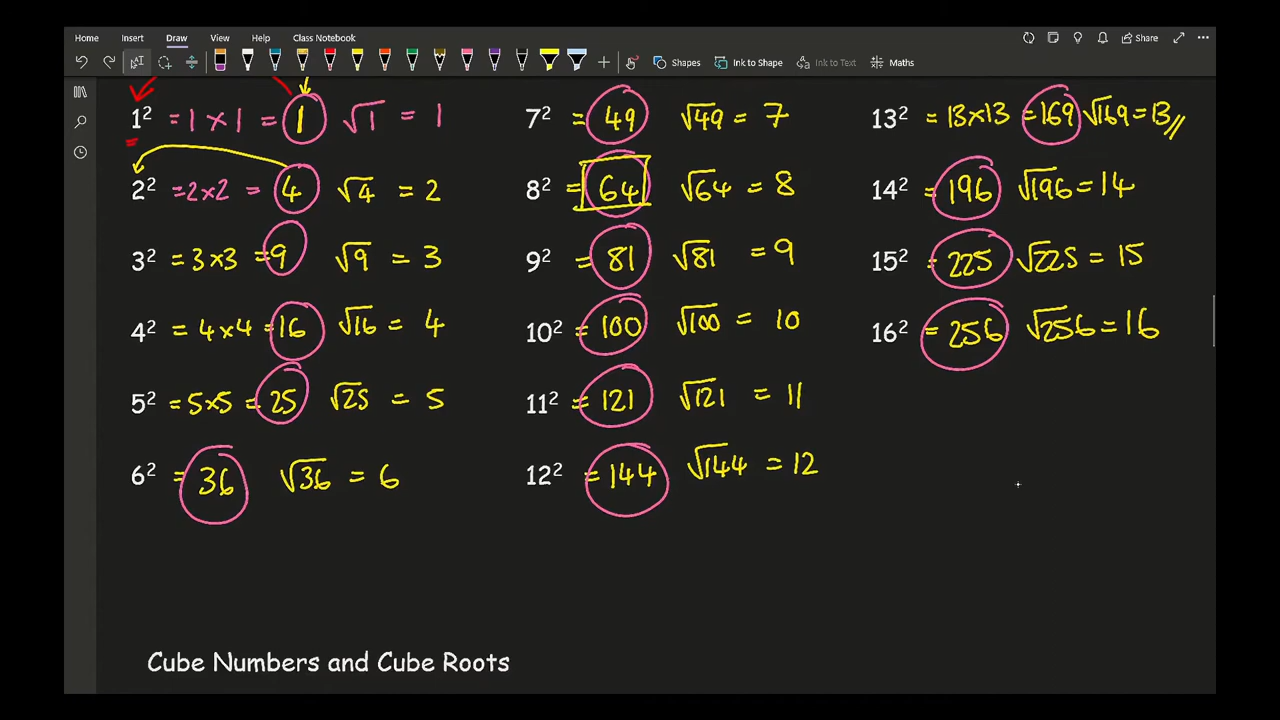 Home Insert Draw View Help Class Notebook Share
Shapes Ink to Shape Ink to Text Maths
1² = 1 × 1 = 1 √1 = 1
2² = 2×2 = 4 √4 = 2
3² = 3×3 = 9 √9 = 3
4² = 4×4 = 16 √16 = 4
5² = 5×5 = 25 √25 = 5
6² = 36 √36 = 6
7² = 49 √49 = 7
8² = 64 √64 = 8
9² = 81 √81 = 9
10² = 100 √100 = 10
11² = 121 √121 = 11
12² = 144 √144 = 12
13² = 13×13 = 169 √169 = 13
14² = 196 √196 = 14
15² = 225 √225 = 15
16² = 256 √256 = 16
Cube Numbers and Cube Roots